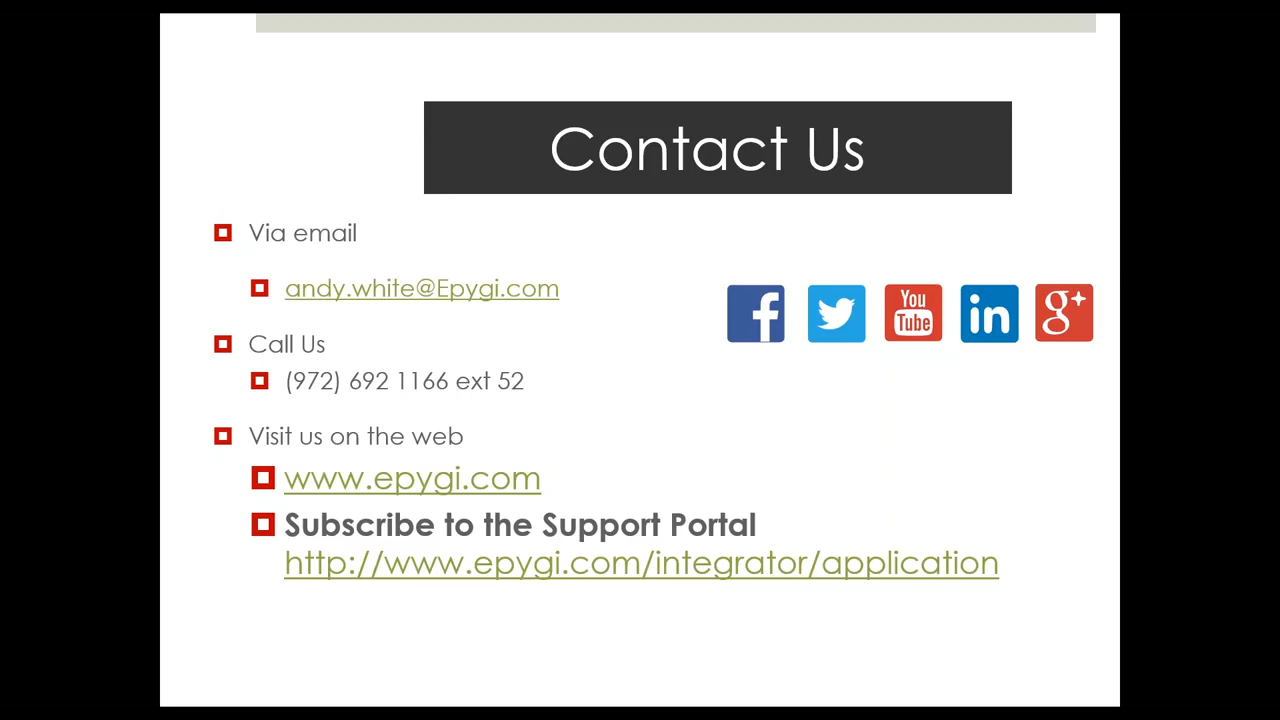 Contact Us
Via email
andy.white@Epygi.com
You
Tube
in
g+
Call Us
(972) 692 1166 ext 52
Visit us on the web
www.epygi.com
Subscribe to the Support Portal
http://www.epygi.com/integrator/application